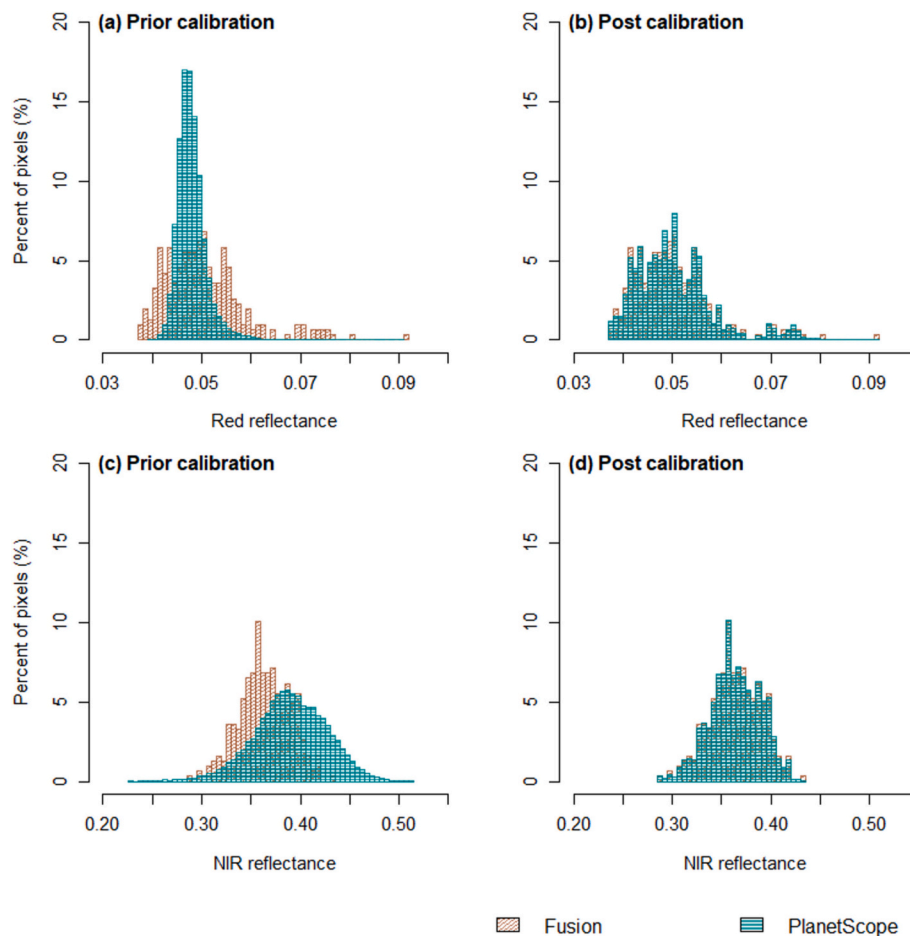 (a) Prior calibration
20
15
10
5
0
Percent of pixels (%)
0.03 0.05 0.07 0.09
Red reflectance
(b) Post calibration
20
15
10
5
0
0.03 0.05 0.07 0.09
Red reflectance
(c) Prior calibration
20
15
10
5
0
Percent of pixels (%)
0.20 0.30 0.40 0.50
NIR reflectance
(d) Post calibration
20
15
10
5
0
0.20 0.30 0.40 0.50
NIR reflectance
Fusion PlanetScope